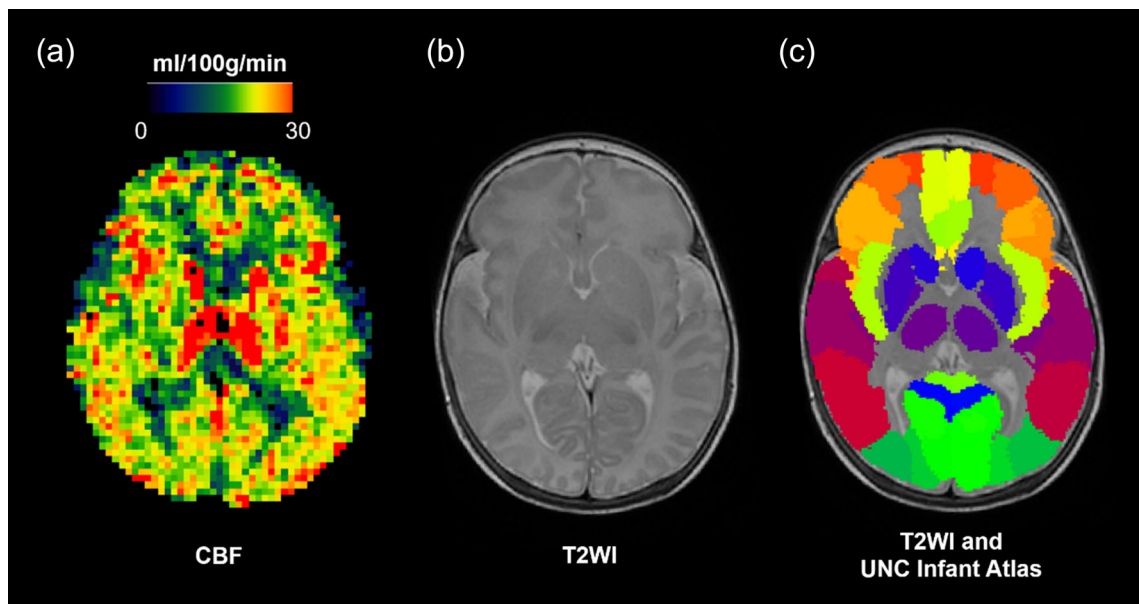 (a)
ml/100g/min
0 30
CBF
(b)
T2WI
(c)
T2WI and
UNC Infant Atlas